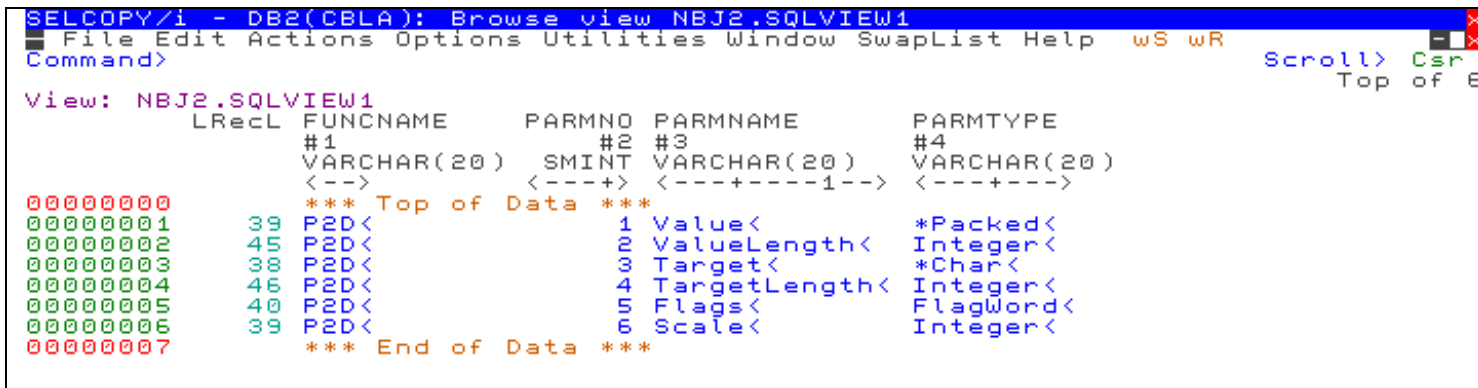 SELCOPY/i - DB2(CBLA): Browse view NBJ2.SQLVIEW1
File Edit Actions Options Utilities Window SwapList Help wS wR
Command> Scroll> Csr
Top of 6
View: NBJ2.SQLVIEW1
LRecL FUNCNAME PARMNO PARMNAME PARMTYPE
#1 #2 #3 #4
VARCHAR(20) SMINT VARCHAR(20) VARCHAR(20)
<--> <---+> <---+----1--> <---+--->
00000000 *** Top of Data ***
00000001 39 P2D< 1 Value< *Packed<
00000002 45 P2D< 2 ValueLength< Integer<
00000003 38 P2D< 3 Target< *Char<
00000004 46 P2D< 4 TargetLength< Integer<
00000005 40 P2D< 5 Flags< FlagWord<
00000006 39 P2D< 6 Scale< Integer<
00000007 *** End of Data ***